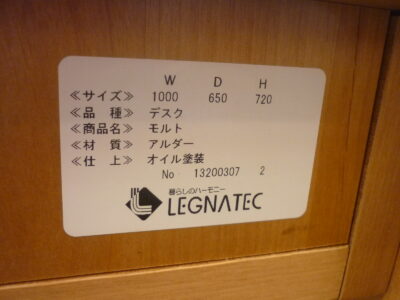 W D H
≪サイズ≫ 1000 650 720
≪品 種≫ デスク
≪商品名≫ モルト
≪材 質≫ アルダー
≪仕 上≫ オイル塗装
No 13200307 2
暮らしのハーモニー
LEGNATEC